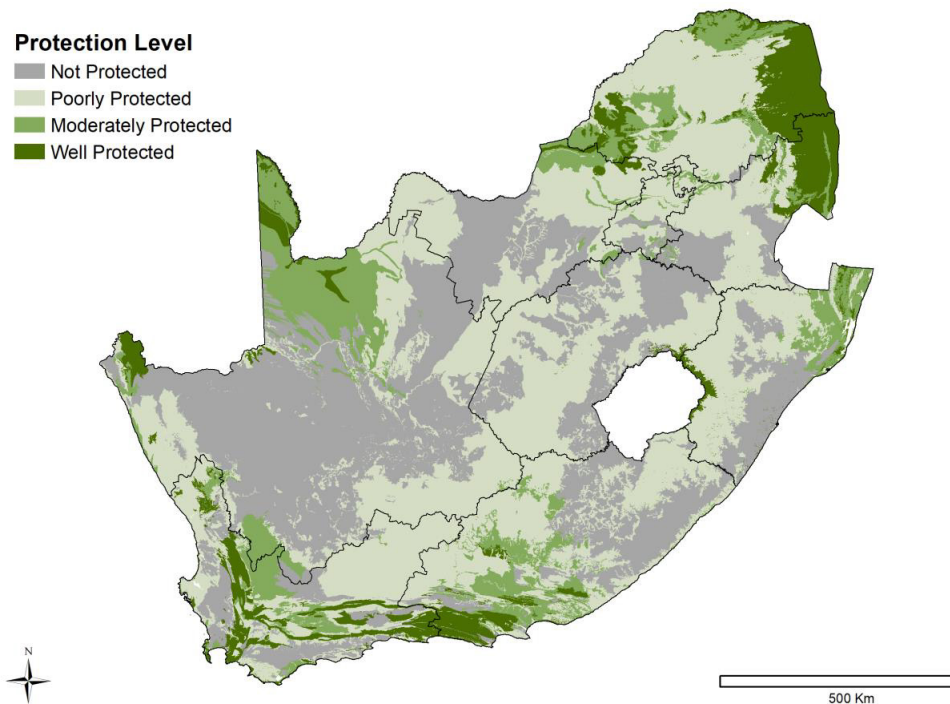 Protection Level
Not Protected
Poorly Protected
Moderately Protected
Well Protected
N
500 Km